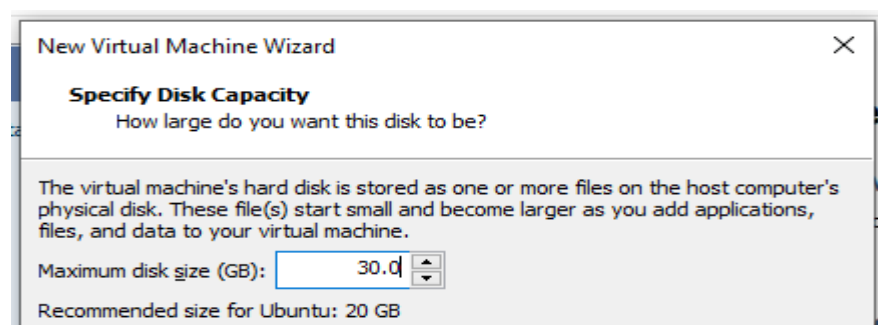 New Virtual Machine Wizard
Specify Disk Capacity
How large do you want this disk to be?
The virtual machine's hard disk is stored as one or more files on the host computer's
physical disk. These file(s) start small and become larger as you add applications,
files, and data to your virtual machine.
Maximum disk size (GB): 30.0
Recommended size for Ubuntu: 20 GB